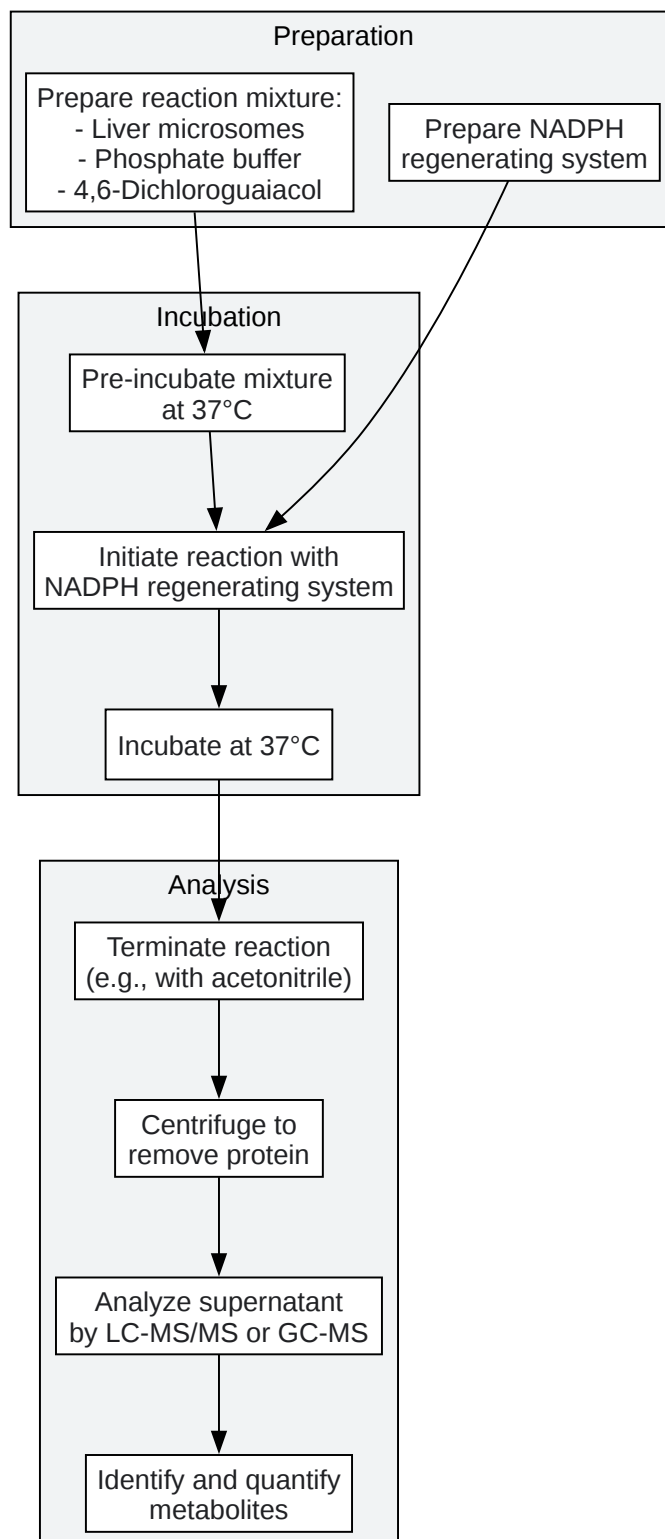 Preparation
Prepare reaction mixture:
- Liver microsomes
- Phosphate buffer
- 4,6-Dichloroguaiacol
Prepare NADPH
regenerating system
Incubation
Pre-incubate mixture
at 37°C
Initiate reaction with
NADPH regenerating system
Incubate at 37°C
Analysis
Terminate reaction
(e.g., with acetonitrile)
Centrifuge to
remove protein
Analyze supernatant
by LC-MS/MS or GC-MS
Identify and quantify
metabolites